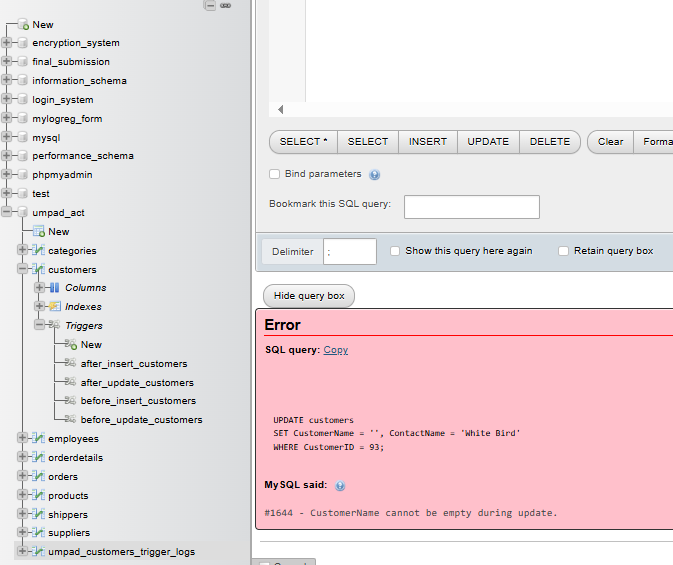 New
encryption_system
final_submission
information_schema
login_system
mylogreg_form
mysql
performance_schema
phpmyadmin
test
umpad_act
New
categories
customers
Columns
Indexes
Triggers
New
after_insert_customers
after_update_customers
before_insert_customers
before_update_customers
employees
orderdetails
orders
products
shippers
suppliers
umpad_customers_trigger_logs
SELECT * SELECT INSERT UPDATE DELETE Clear Forma
Bind parameters
Bookmark this SQL query:
Delimiter ; Show this query here again Retain query box
Hide query box
Error
SQL query: Copy
UPDATE customers
SET CustomerName = '', ContactName = 'White Bird'
WHERE CustomerID = 93;
MySQL said:
#1644 - CustomerName cannot be empty during update.